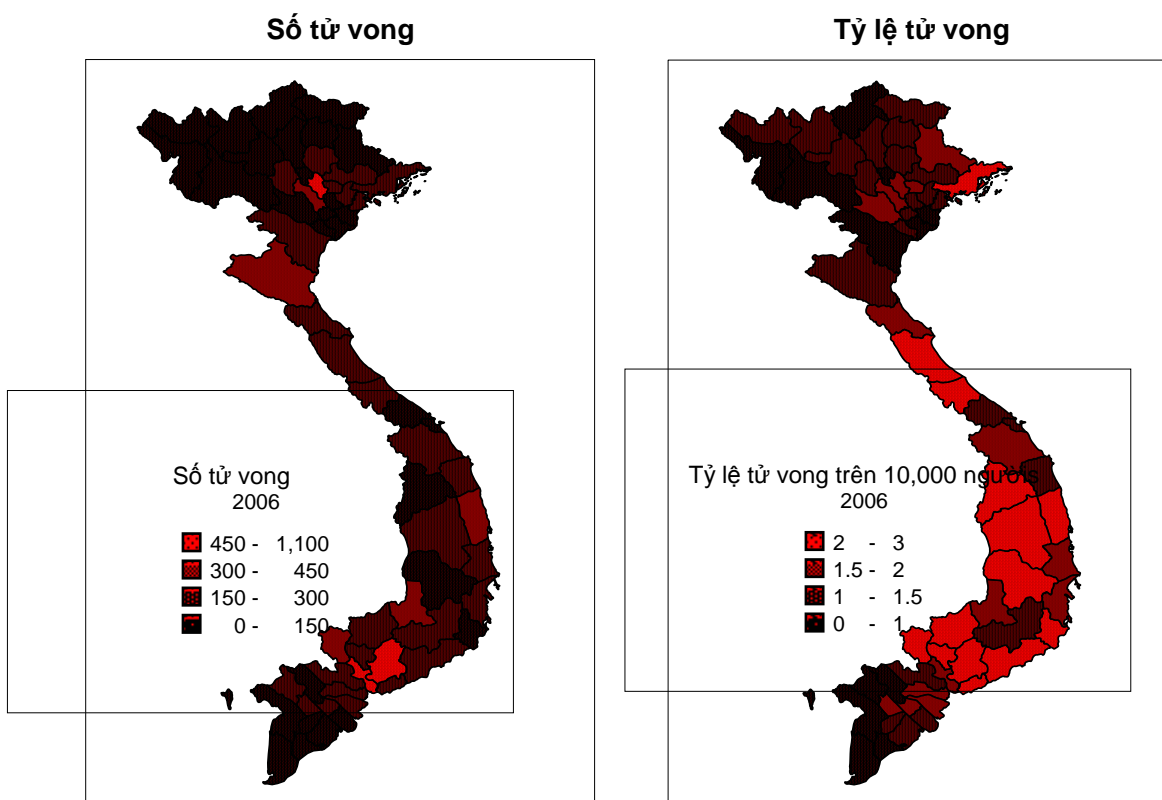 Số tử vong
Tỷ lệ tử vong
Số tử vong
2006
450 - 1,100
300 - 450
150 - 300
0 - 150
Tỷ lệ tử vong trên 10,000 ngườis
2006
2 - 3
1.5 - 2
1 - 1.5
0 - 1